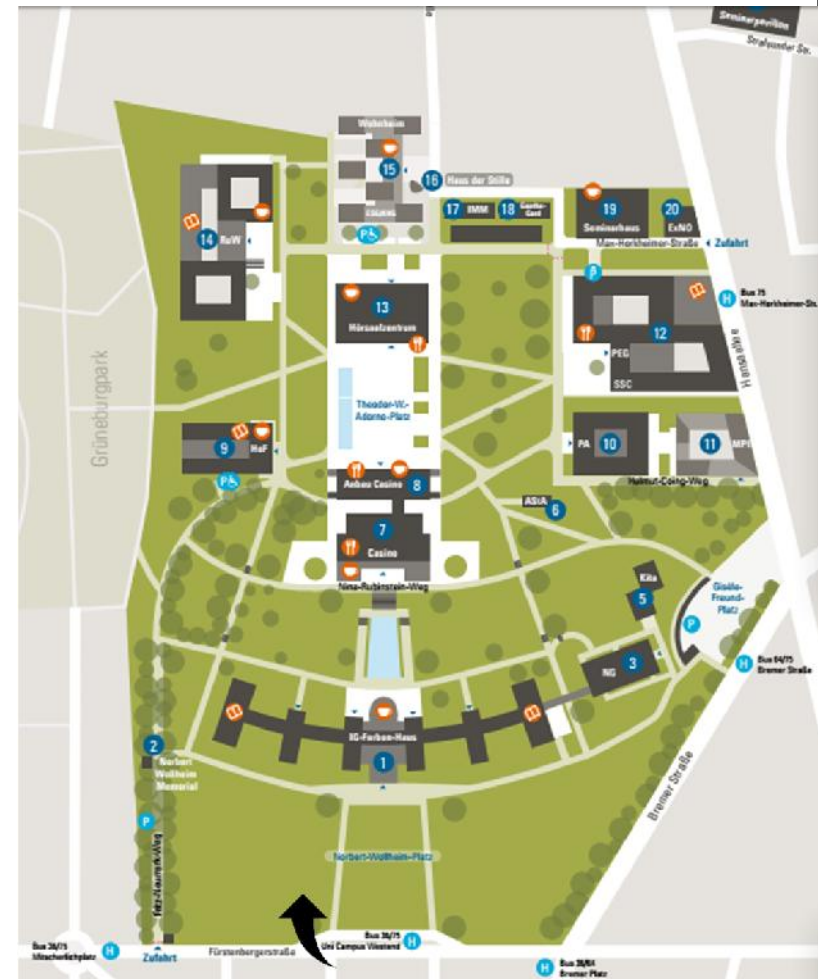 Seminarpavillon
Stralsunder Str.
Wohnheim
15
16
Haus der Stille
ESG/KHG
17
IMM
18
19
Seminarhaus
20
ExNO
Max-Horkheimer-Straße
Zufahrt
14
RuW
P
P
H
Bus 75
Max-Horkheimer-Str.
13
Hörsaalzentrum
12
PEG
SSC
Hansaallee
Grüneburgpark
Theodor-W.-
Adorno-Platz
9
HoF
P
PA
10
11
MPI
Helmut-Coing-Weg
Anbau Casino
8
AStA
6
7
Casino
Nina-Rubinstein-Weg
Kita
5
Gisèle-
Freund-
Platz
P
3
NG
H
Bus 64/75
Bremer Straße
IG-Farben-Haus
1
2
Norbert
Wollheim
Memorial
P
Fritz-Neumark-Weg
Bremer Straße
Norbert-Wollheim-Platz
Bus 36/75
Mitscherlichplatz
H
Zufahrt
Fürstenbergerstraße
Bus 36/75
Uni Campus Westend
H
H
Bus 36/64
Bremer Platz